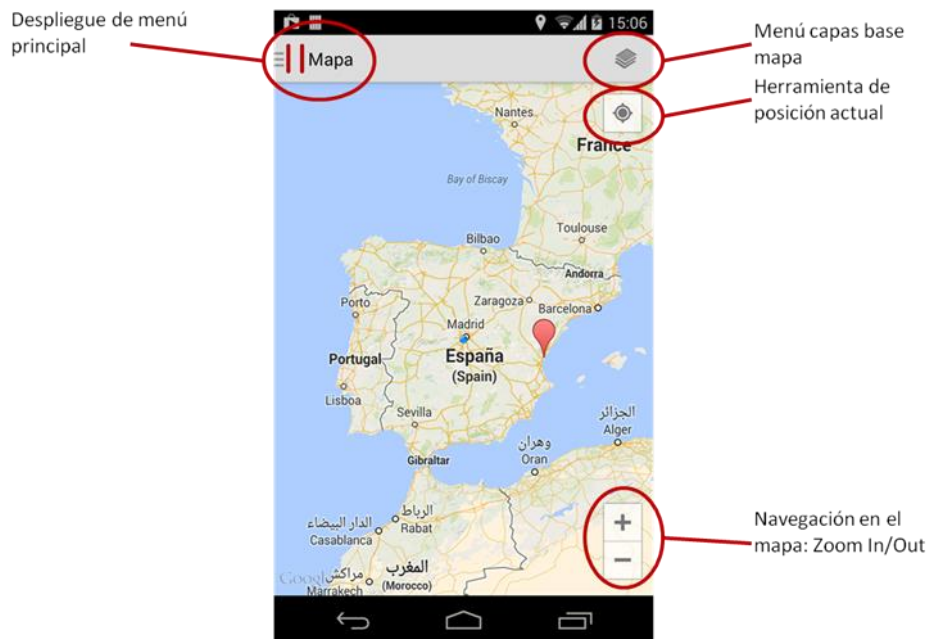 Despliegue de menú
principal
15:06
Mapa
Menú capas base
mapa
Herramienta de
posición actual
Nantes
France
Bay of Biscay
Toulouse
Bilbao
Andorra
Porto
Zaragoza
Barcelona
Madrid
Portugal
España
(Spain)
Lisboa
Sevilla
الجزائر
Alger
وهران
Oran
Gibraltar
الرباط
Rabat
الدار البيضاء
Casablanca
المغرب
(Morocco)
مراكش
Marrakech
Google
+
−
Navegación en el
mapa: Zoom In/Out